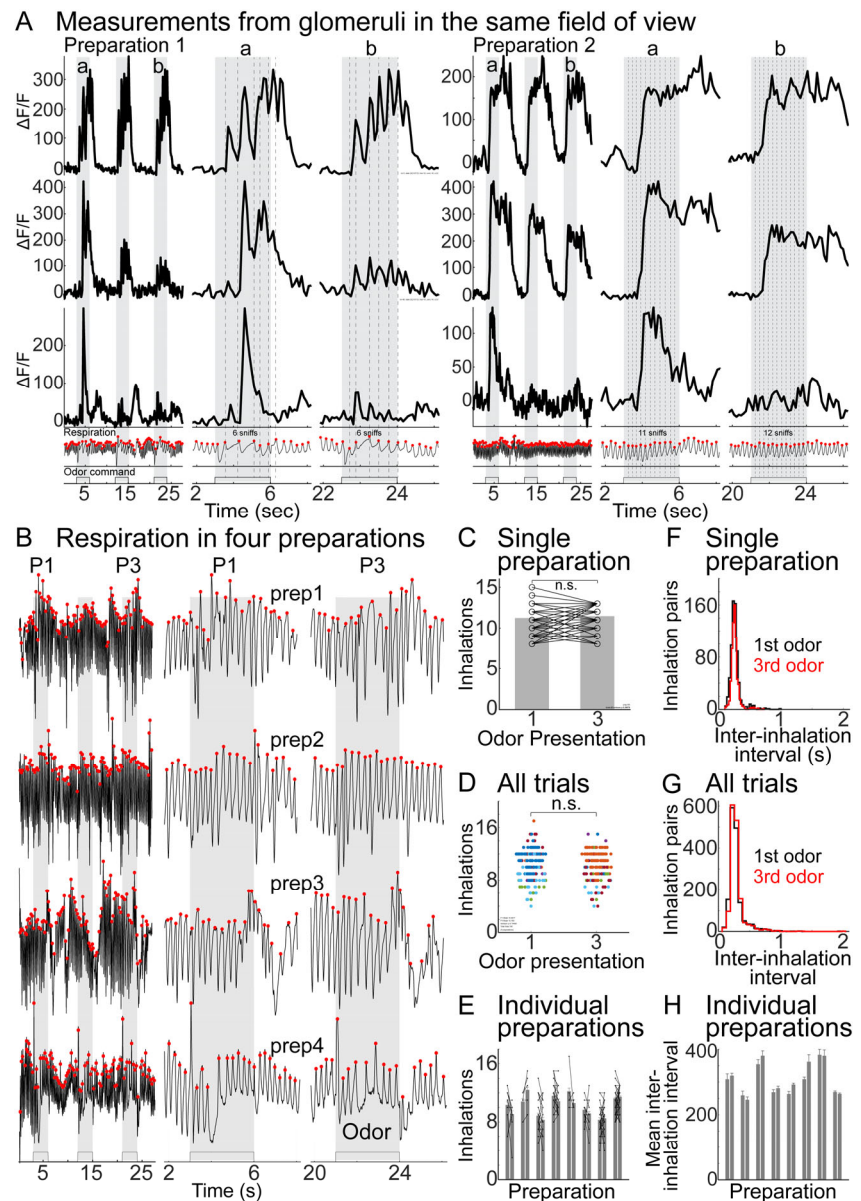 A Measurements from glomeruli in the same field of view
Preparation 1 a b Preparation 2 a b
a b a b
ΔF/F 300 200 100 0 200 100 0
ΔF/F 400 300 200 100 0 400 300 200 100 0
ΔF/F 200 100 0 100 50 0
Respiration 6 sniffs 6 sniffs 11 sniffs 12 sniffs
Odor command
5 15 25 2 6 22 24 5 15 25 2 6 20 24
Time (sec) Time (sec)
B Respiration in four preparations
P1 P3 P1 P3
prep1
prep2
prep3
prep4
Odor
5 15 25 2 6 20 24
Time (s)
C Single preparation
n.s.
15
10
5
0
Inhalations
1 3
Odor Presentation
D All trials
n.s.
16
8
0
Inhalations
1 3
Odor presentation
E Individual preparations
16
8
0
Inhalations
Preparation
F Single preparation
160
80
0
Inhalation pairs
1st odor
3rd odor
0 1 2
Inter-inhalation interval (s)
G All trials
600
400
200
0
Inhalation pairs
1st odor
3rd odor
0 1 2
Inter-inhalation interval
H Individual preparations
400
300
200
0
Mean inter-inhalation interval
Preparation